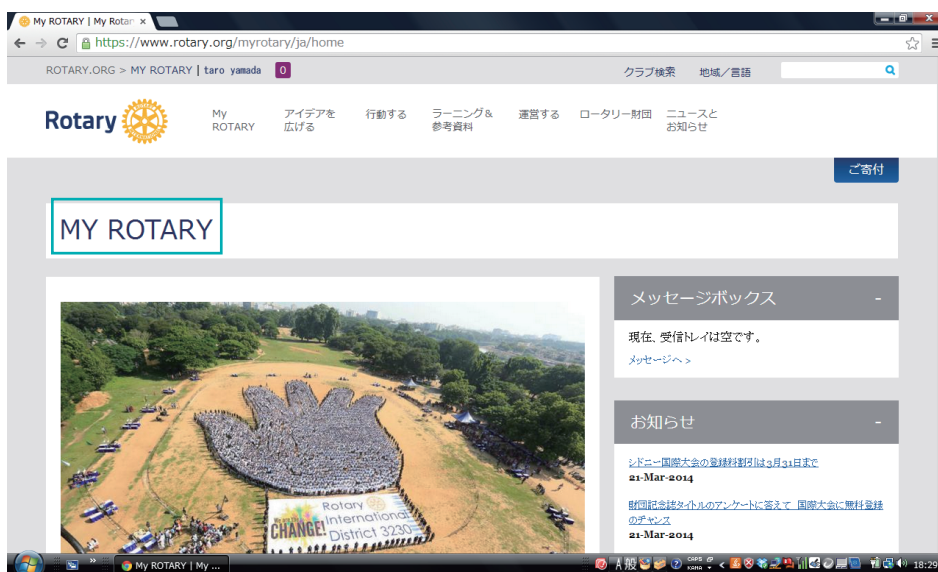 My ROTARY | My Rotar
https://www.rotary.org/myrotary/ja/home
ROTARY.ORG > MY ROTARY | taro yamada 0
クラブ検索 地域／言語
Rotary
My ROTARY
アイデアを広げる
行動する
ラーニング＆参考資料
運営する
ロータリー財団
ニュースとお知らせ
ご寄付
MY ROTARY
メッセージボックス -
現在、受信トレイは空です。
メッセージへ >
お知らせ -
シドニー国際大会の登録料割引は3月31日まで
21-Mar-2014
財団記念誌タイトルのアンケートに答えて 国際大会に無料登録
のチャンス
21-Mar-2014
Rotary
International
District 3230
CHANGE!
My ROTARY | My ...
A 般
CAPS
KANA
18:29